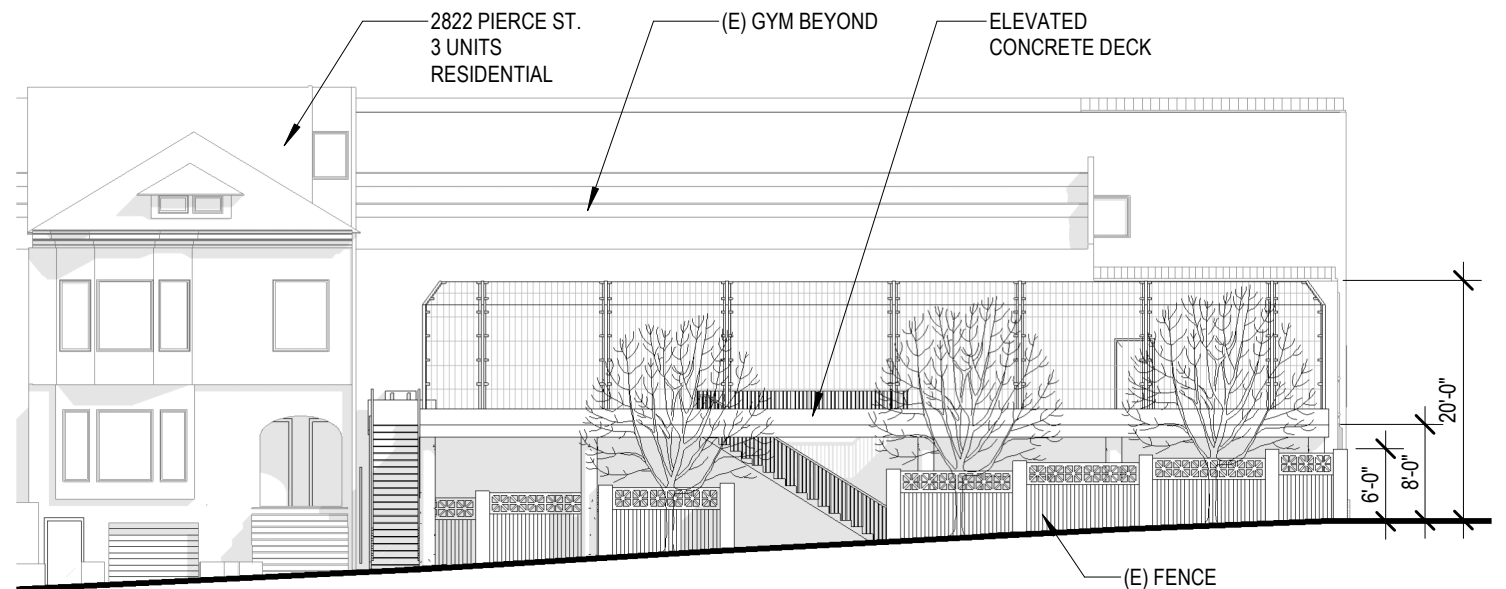 2822 PIERCE ST.
3 UNITS
RESIDENTIAL
(E) GYM BEYOND
ELEVATED
CONCRETE DECK
20'-0"
8'-0"
6'-0"
(E) FENCE